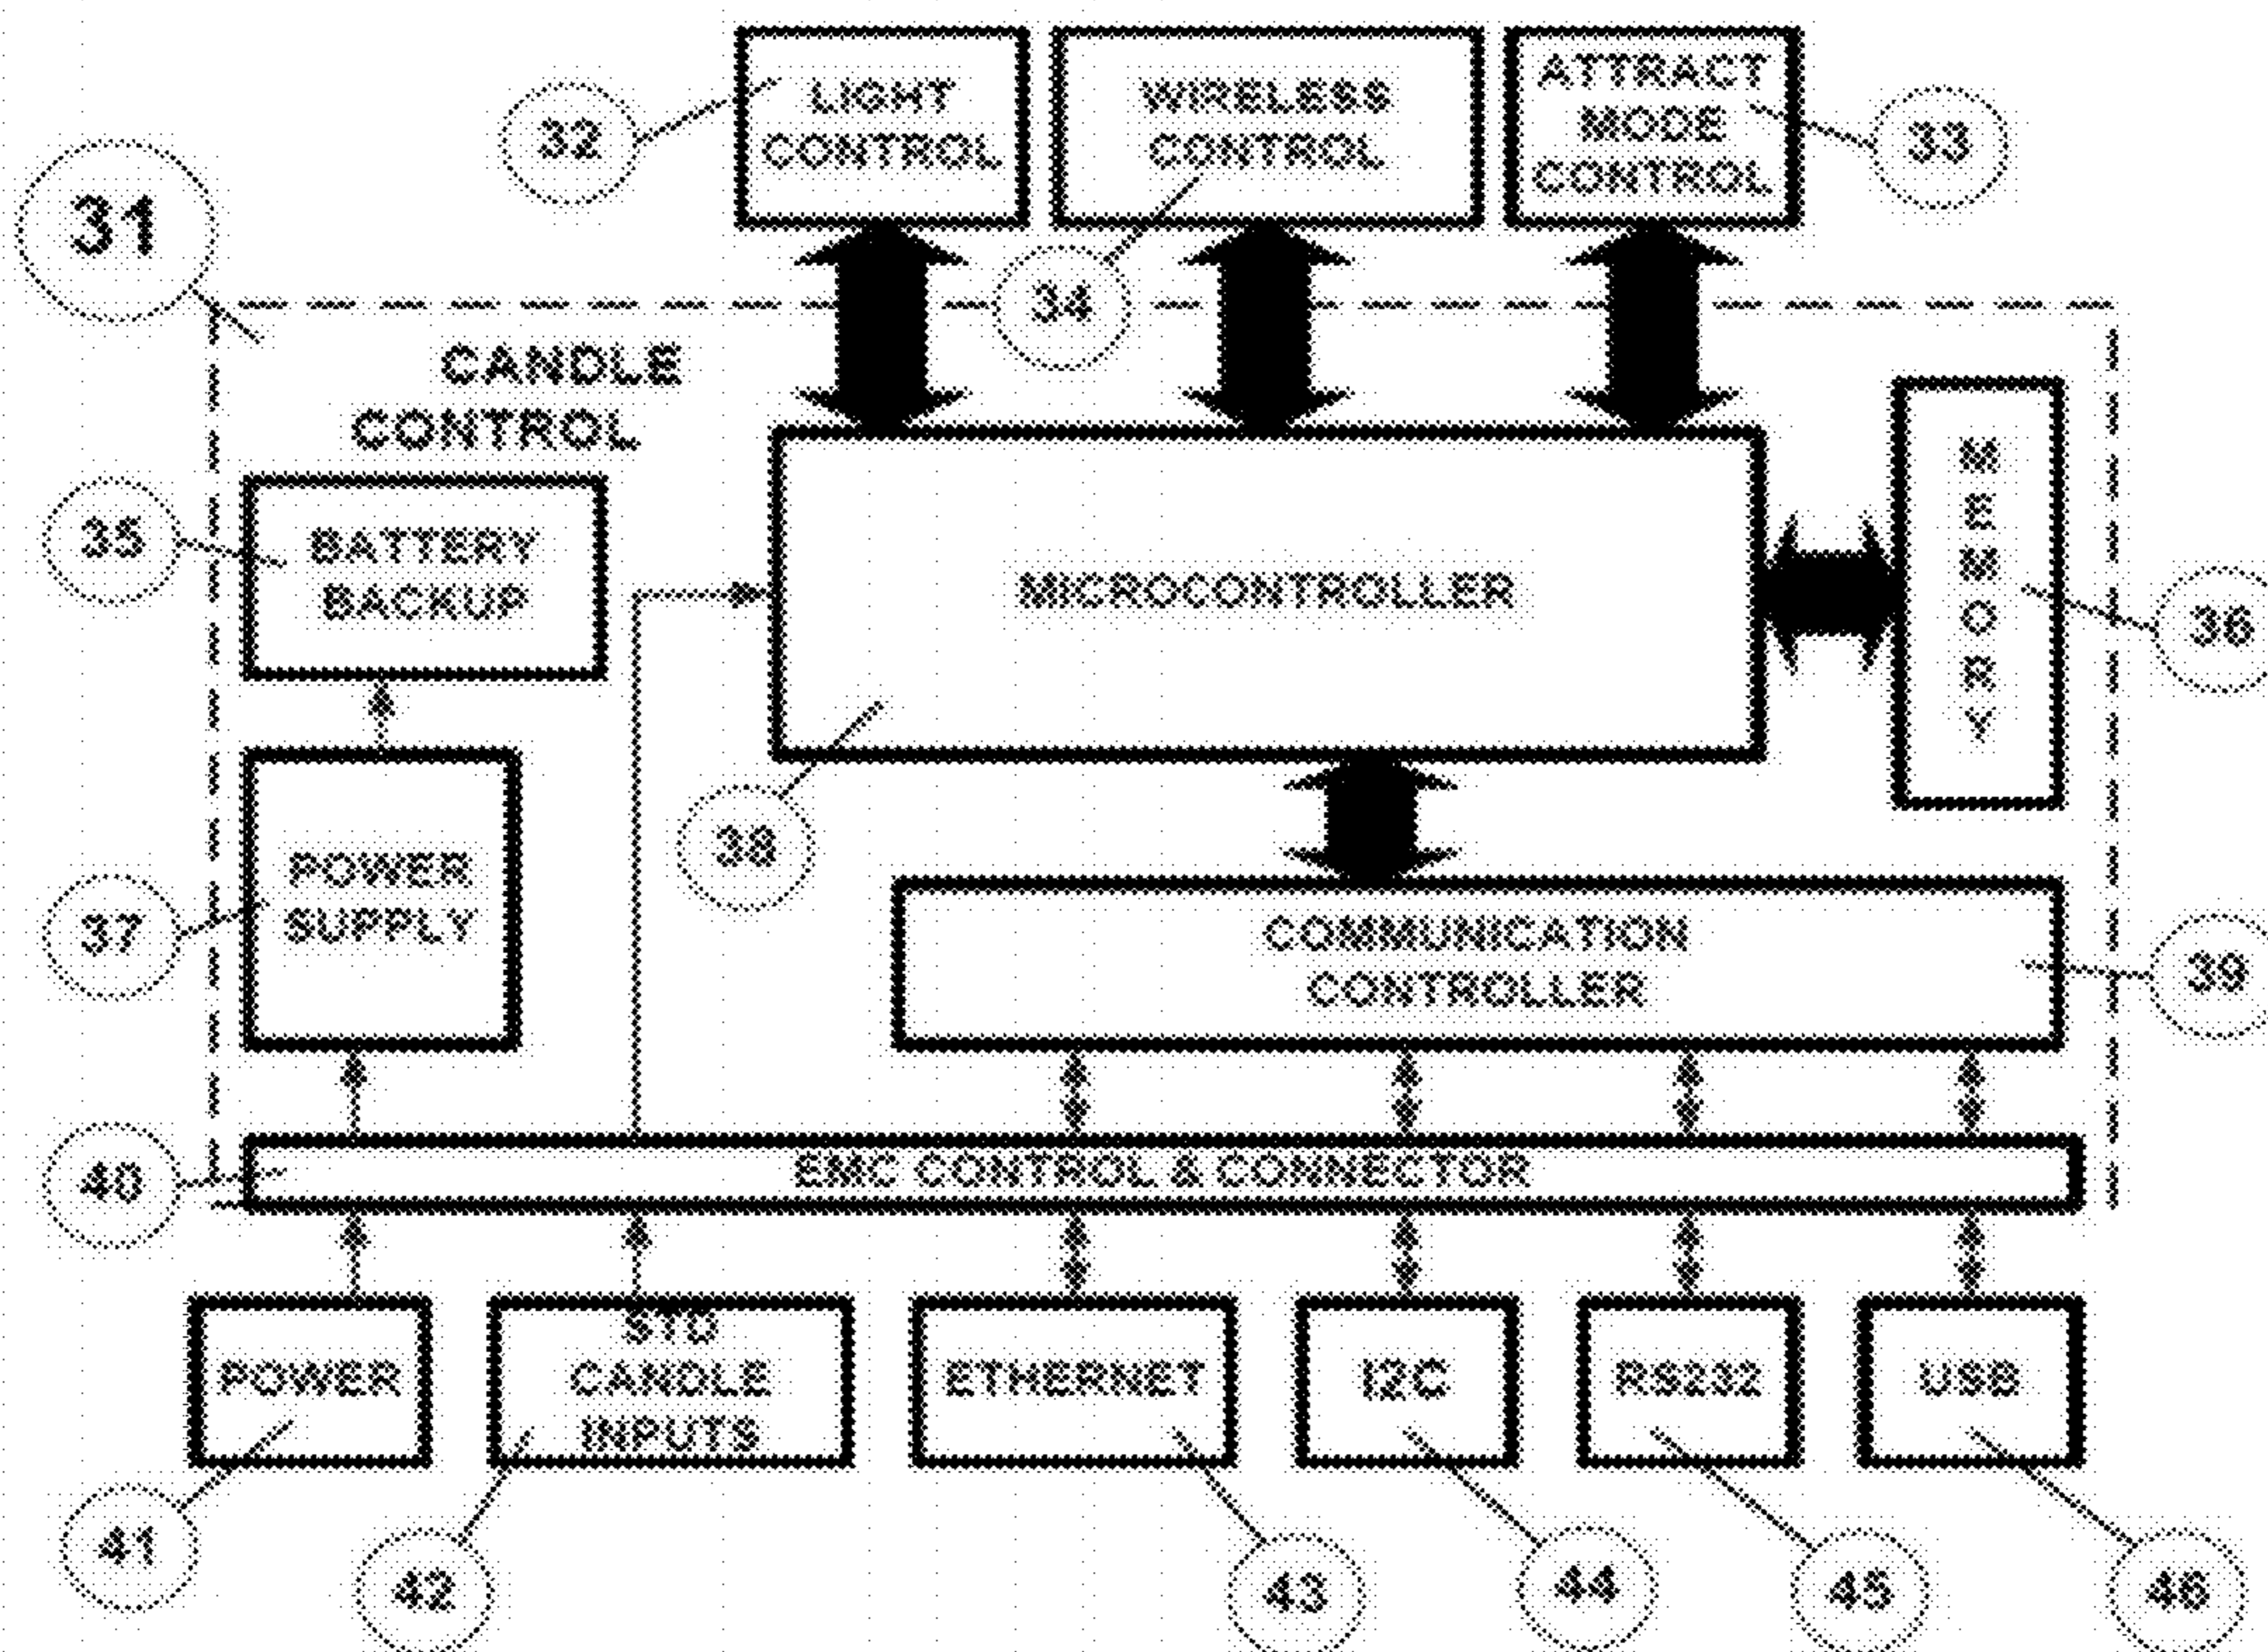 LIGHT
CONTROL
WIRELESS
CONTROL
ATTRACT
MODE
CONTROL
32
33
31
34
CANDLE
CONTROL
35
BATTERY
BACKUP
MICROCONTROLLER
MEMORY
36
38
37
POWER
SUPPLY
COMMUNICATION
CONTROLLER
39
40
EMC CONTROL & CONNECTOR
POWER
STD
CANDLE
INPUTS
ETHERNET
I2C
RS232
USB
41
42
43
44
45
46